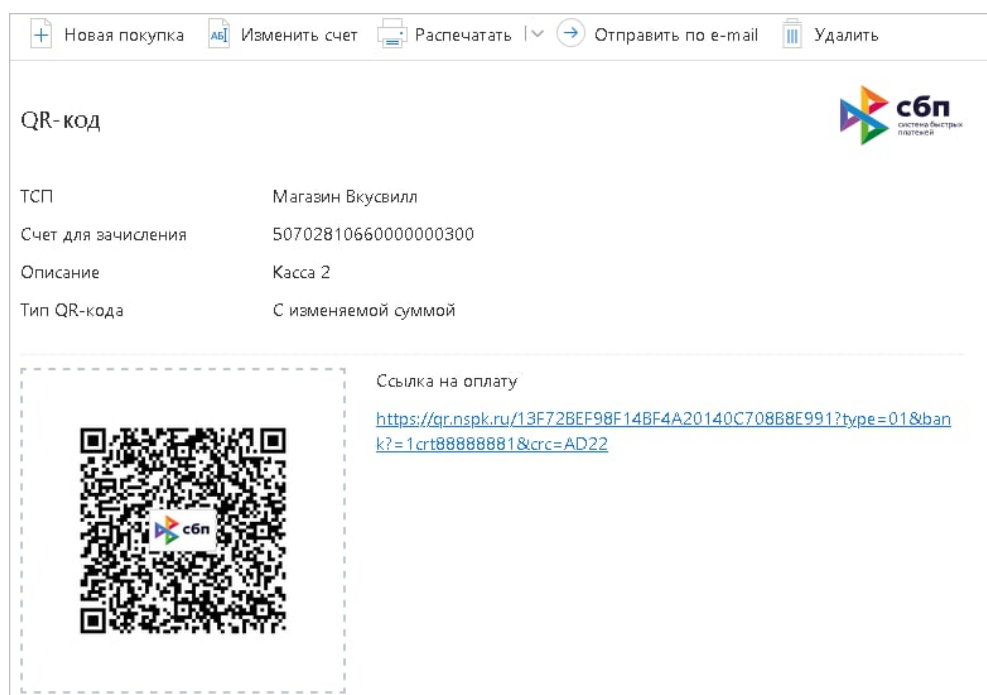 Новая покупка Изменить счет Распечатать Отправить по e-mail Удалить
QR-код
сбп
система быстрых
платежей
ТСП Магазин Вкусвилл
Счет для зачисления 50702810660000000300
Описание Касса 2
Тип QR-кода С изменяемой суммой
Ссылка на оплату
https://qr.nspk.ru/13F72BEF98F14BF4A20140C708B8E991?type=01&ban
k?=1crt88888881&crc=AD22
сбп